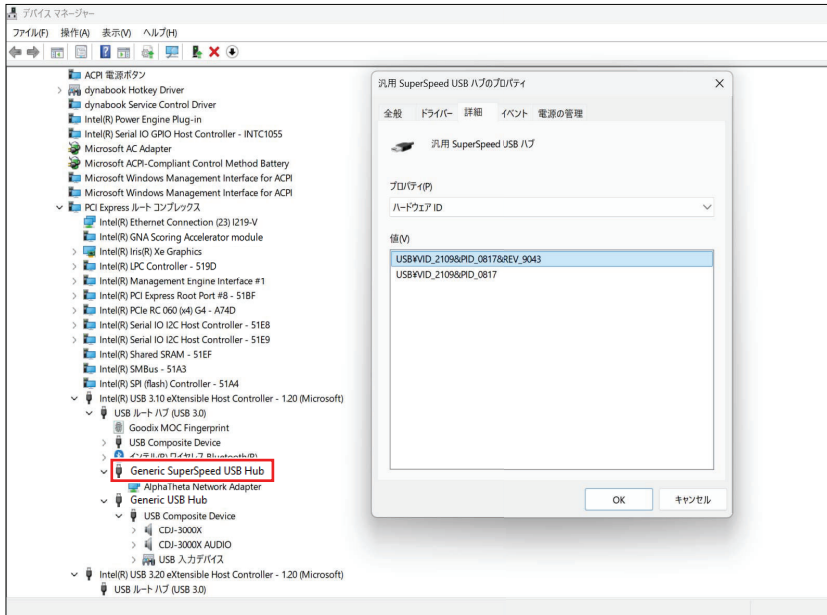 デバイス マネージャー
ファイル(F) 操作(A) 表示(V) ヘルプ(H)
ACPI 電源ボタン
dynabook Hotkey Driver
dynabook Service Control Driver
Intel(R) Power Engine Plug-in
Intel(R) Serial IO GPIO Host Controller - INTC1055
Microsoft AC Adapter
Microsoft ACPI-Compliant Control Method Battery
Microsoft Windows Management Interface for ACPI
Microsoft Windows Management Interface for ACPI
PCI Express ルート コンプレックス
Intel(R) Ethernet Connection (23) I219-V
Intel(R) GNA Scoring Accelerator module
Intel(R) Iris(R) Xe Graphics
Intel(R) LPC Controller - 519D
Intel(R) Management Engine Interface #1
Intel(R) PCI Express Root Port #8 - 51BF
Intel(R) PCIe RC 060 (x4) G4 - A74D
Intel(R) Serial IO I2C Host Controller - 51E8
Intel(R) Serial IO I2C Host Controller - 51E9
Intel(R) Shared SRAM - 51EF
Intel(R) SMBus - 51A3
Intel(R) SPI (flash) Controller - 51A4
Intel(R) USB 3.10 eXtensible Host Controller - 1.20 (Microsoft)
USB ルート ハブ (USB 3.0)
Goodix MOC Fingerprint
USB Composite Device
インテル(R) ワイヤレス Bluetooth(R)
Generic SuperSpeed USB Hub
AlphaTheta Network Adapter
Generic USB Hub
USB Composite Device
CDJ-3000X
CDJ-3000X AUDIO
USB 入力デバイス
Intel(R) USB 3.20 eXtensible Host Controller - 1.20 (Microsoft)
USB ルート ハブ (USB 3.0)
汎用 SuperSpeed USB ハブのプロパティ
全般 ドライバー 詳細 イベント 電源の管理
汎用 SuperSpeed USB ハブ
プロパティ(P)
ハードウェア ID
値(V)
USB¥VID_2109&PID_0817&REV_9043
USB¥VID_2109&PID_0817
OK キャンセル